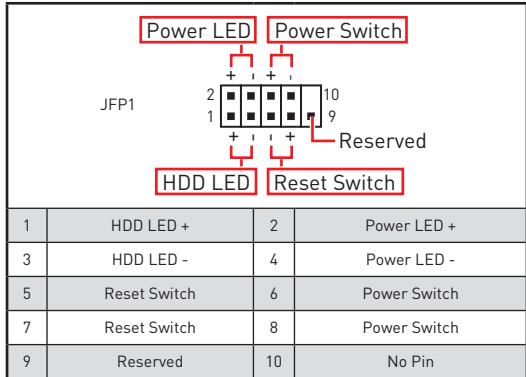 Power LED Power Switch
+ - + -
JFP1
2 10
1 9
+ - - +
Reserved
HDD LED Reset Switch
1 HDD LED + 2 Power LED +
3 HDD LED - 4 Power LED -
5 Reset Switch 6 Power Switch
7 Reset Switch 8 Power Switch
9 Reserved 10 No Pin